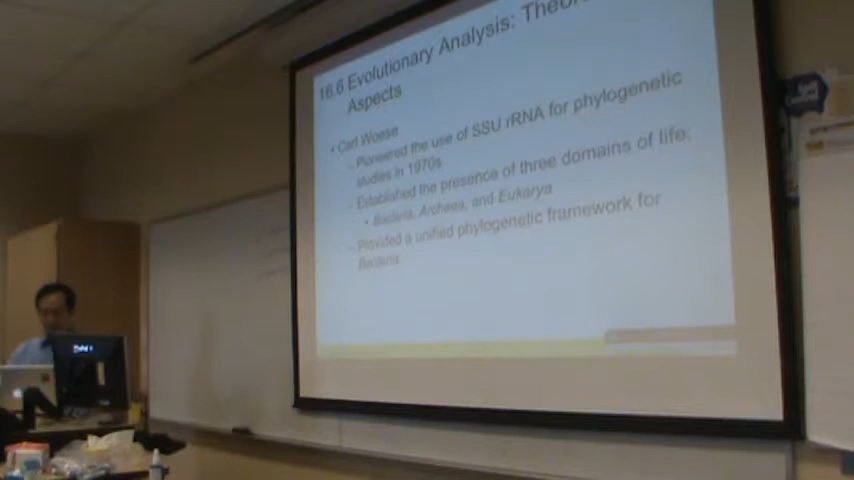 16.6 Evolutionary Analysis: Theor
Aspects
• Carl Woese
– Pioneered the use of SSU rRNA for phylogenetic
studies in 1970s
– Established the presence of three domains of life:
• Bacteria, Archaea, and Eukarya
– Provided a unified phylogenetic framework for
Bacteria